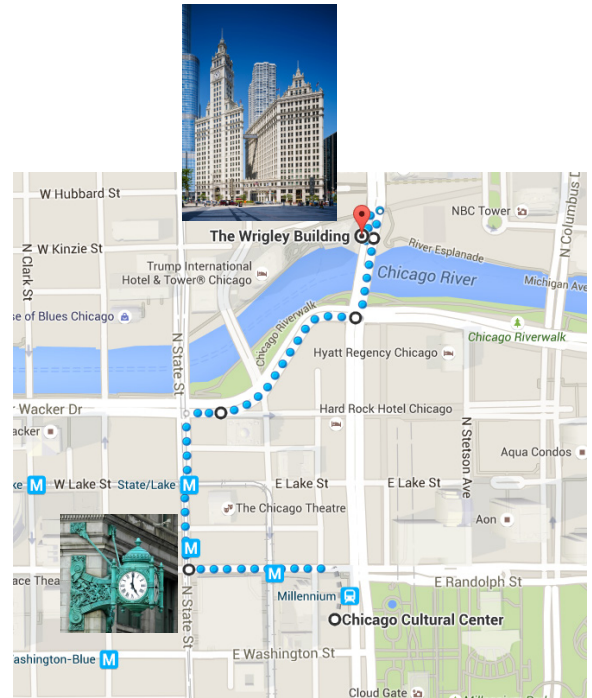 W Hubbard St
NBC Tower
N Columbus D
The Wrigley Building
W Kinzie St
N Clark St
River Esplanade
Trump International
Hotel & Tower® Chicago
Chicago River
Michigan Ave
se of Blues Chicago
Chicago Riverwalk
N State St
Chicago Riverwalk
Hyatt Regency Chicago
Wacker Dr
Hard Rock Hotel Chicago
acker
N Stetson Ave
Aqua Condos
ke M W Lake St State/Lake M
E Lake St
E Lake St
The Chicago Theatre
Aon
M
M
ace Thea
E Randolph St
Millennium
N State St
Chicago Cultural Center
E Washington St
ashington-Blue M
Cloud Gate